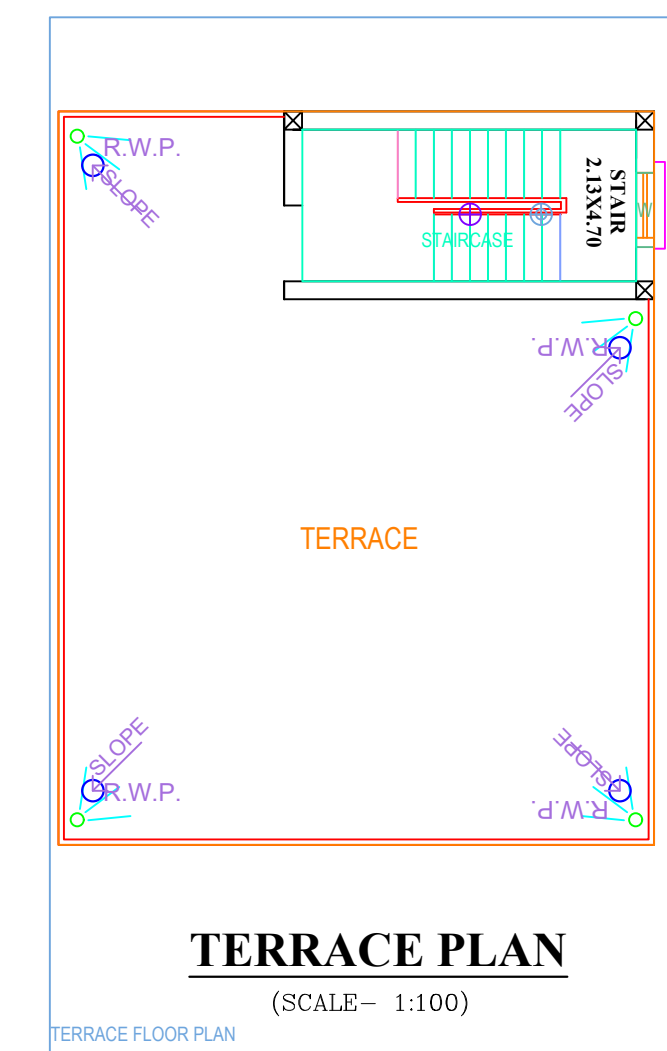 R.W.P.
SLOPE
STAIR
2.13X4.70
W
STAIRCASE
R.W.P.
SLOPE
TERRACE
SLOPE
R.W.P.
SLOPE
R.W.P.
TERRACE PLAN
(SCALE- 1:100)
TERRACE FLOOR PLAN